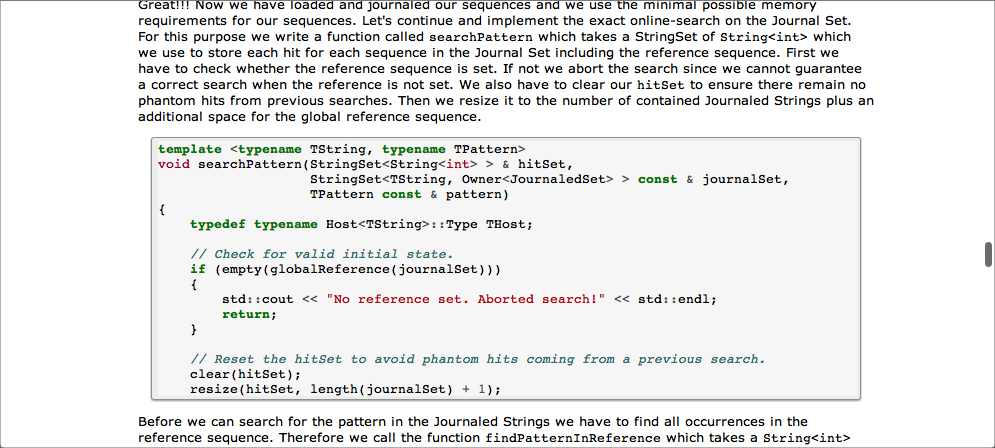 Great!!! Now we have loaded and journaled our sequences and we use the minimal possible memory
requirements for our sequences. Let's continue and implement the exact online-search on the Journal Set.
For this purpose we write a function called searchPattern which takes a StringSet of String<int> which
we use to store each hit for each sequence in the Journal Set including the reference sequence. First we
have to check whether the reference sequence is set. If not we abort the search since we cannot guarantee
a correct search when the reference is not set. We also have to clear our hitSet to ensure there remain no
phantom hits from previous searches. Then we resize it to the number of contained Journaled Strings plus an
additional space for the global reference sequence.
template <typename TString, typename TPattern>
void searchPattern(StringSet<String<int> > & hitSet,
                   StringSet<TString, Owner<JournaledSet> > const & journalSet,
                   TPattern const & pattern)
{
    typedef typename Host<TString>::Type THost;

    // Check for valid initial state.
    if (empty(globalReference(journalSet)))
    {
        std::cout << "No reference set. Aborted search!" << std::endl;
        return;
    }

    // Reset the hitSet to avoid phantom hits coming from a previous search.
    clear(hitSet);
    resize(hitSet, length(journalSet) + 1);
Before we can search for the pattern in the Journaled Strings we have to find all occurrences in the
reference sequence. Therefore we call the function findPatternInReference which takes a String<int>